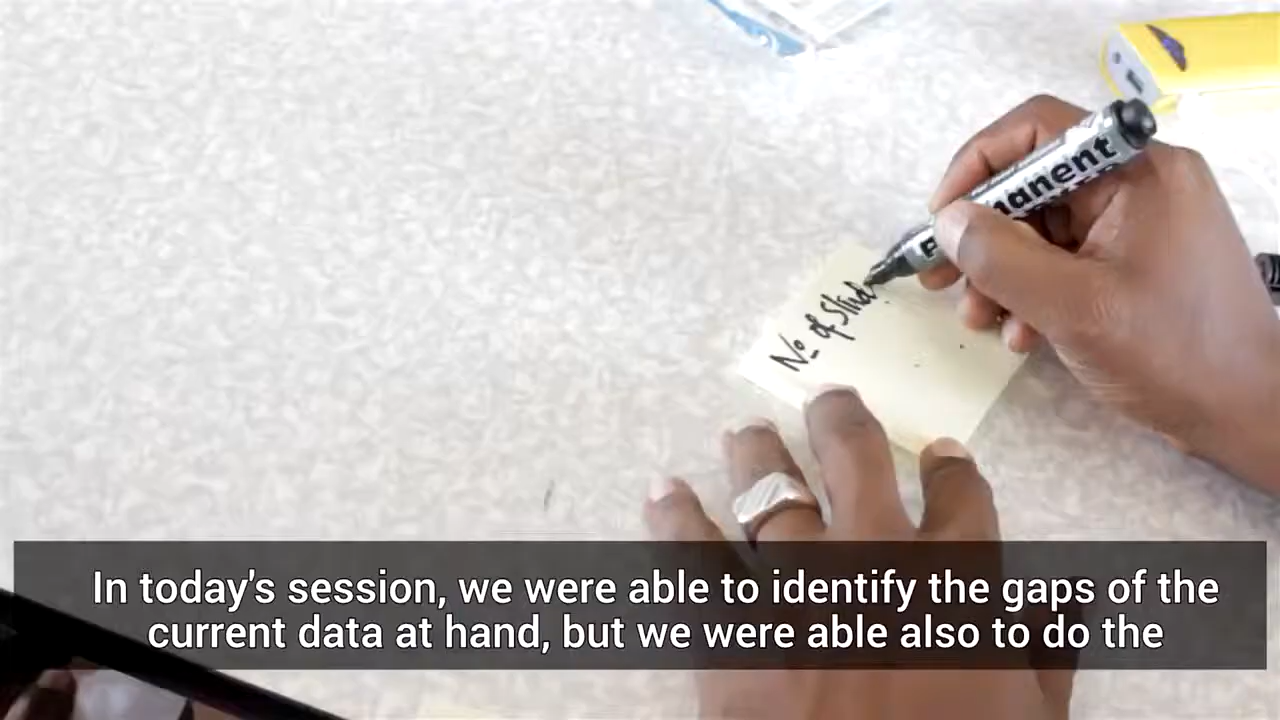 manent
No of Stud
In today's session, we were able to identify the gaps of the
current data at hand, but we were able also to do the